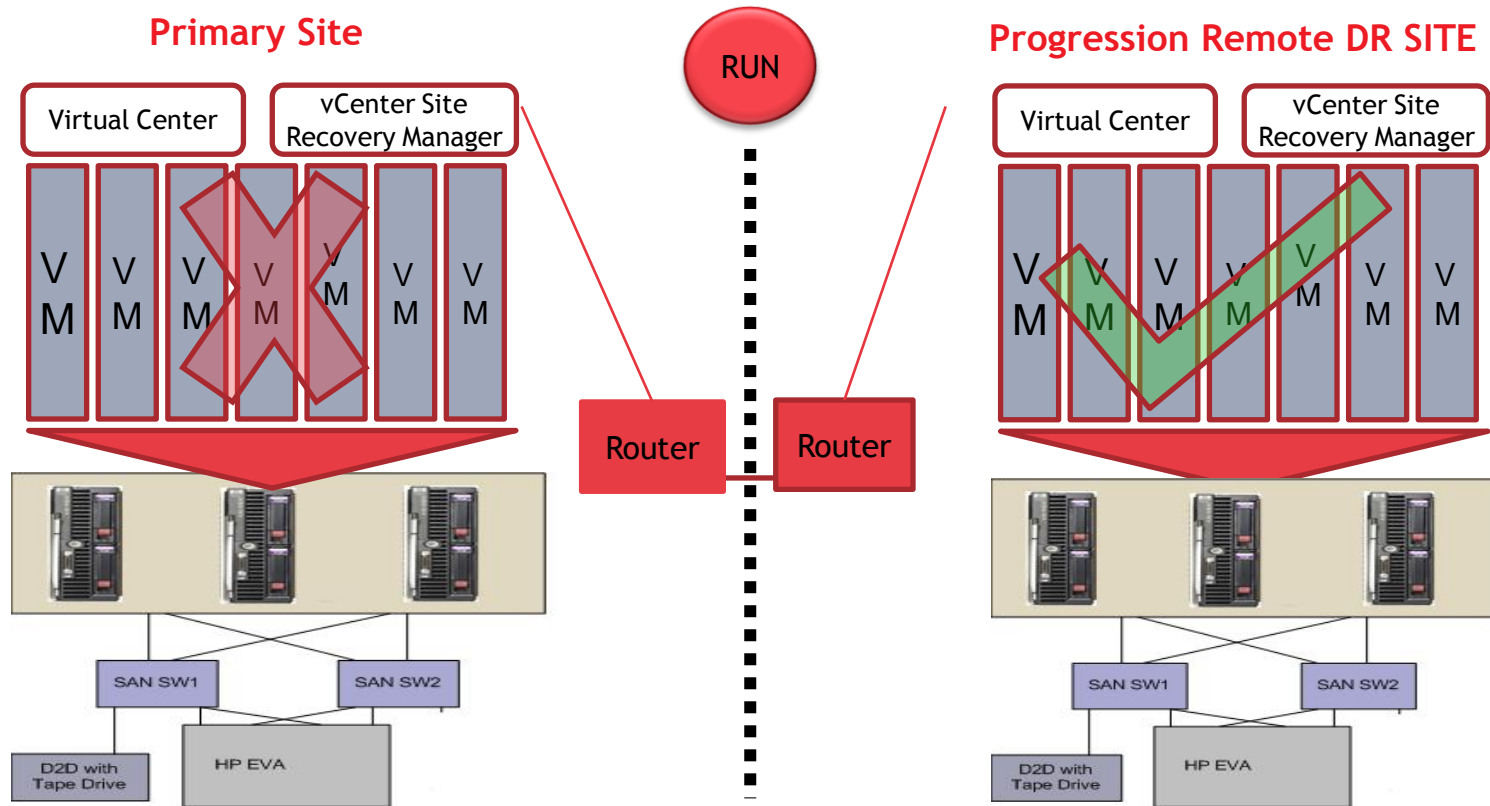 Primary Site
RUN
Progression Remote DR SITE
Virtual Center
vCenter Site
Recovery Manager
Virtual Center
vCenter Site
Recovery Manager
V
M
V
M
V
M
V
M
V
M
V
M
V
M
V
M
V
M
V
M
V
M
V
M
V
M
V
M
Router
Router
SAN SW1
SAN SW2
SAN SW1
SAN SW2
D2D with
Tape Drive
HP EVA
D2D with
Tape Drive
HP EVA